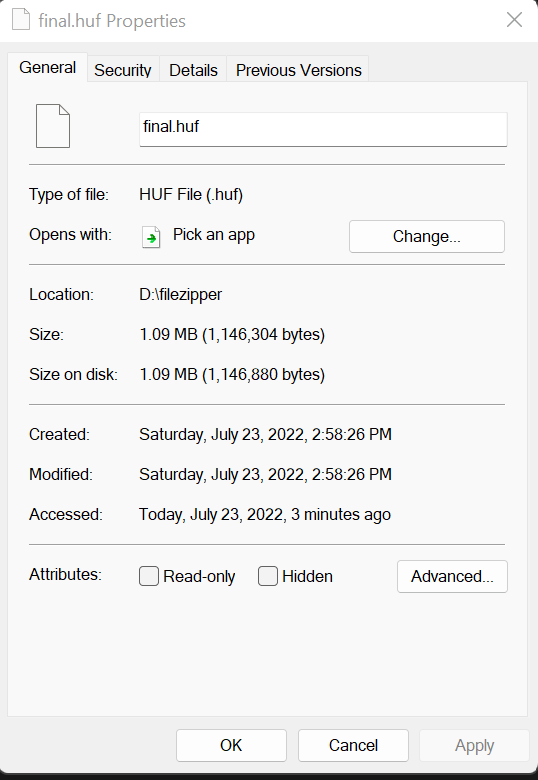 final.huf Properties
General Security Details Previous Versions
final.huf
Type of file: HUF File (.huf)
Opens with: Pick an app Change...
Location: D:\filezipper
Size: 1.09 MB (1,146,304 bytes)
Size on disk: 1.09 MB (1,146,880 bytes)
Created: Saturday, July 23, 2022, 2:58:26 PM
Modified: Saturday, July 23, 2022, 2:58:26 PM
Accessed: Today, July 23, 2022, 3 minutes ago
Attributes: Read-only Hidden Advanced...
OK Cancel Apply